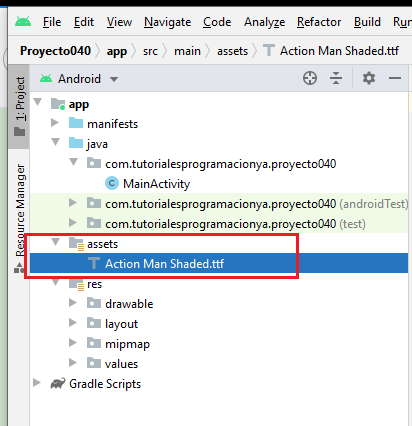 File Edit View Navigate Code Analyze Refactor Build Run
Proyecto040 app src main assets Action Man Shaded.ttf
1: Project
Resource Manager
Android
app
manifests
java
com.tutorialesprogramacionya.proyecto040
MainActivity
com.tutorialesprogramacionya.proyecto040 (androidTest)
com.tutorialesprogramacionya.proyecto040 (test)
assets
Action Man Shaded.ttf
res
drawable
layout
mipmap
values
Gradle Scripts